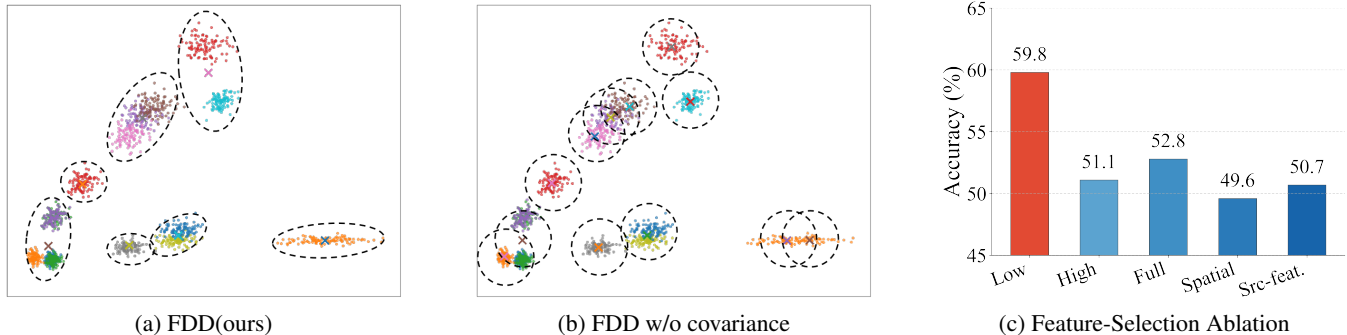 65
60
55
50
45
Accuracy (%)
59.8
51.1
52.8
49.6
50.7
Low
High
Full
Spatial
Src-feat.
(a) FDD(ours)
(b) FDD w/o covariance
(c) Feature-Selection Ablation